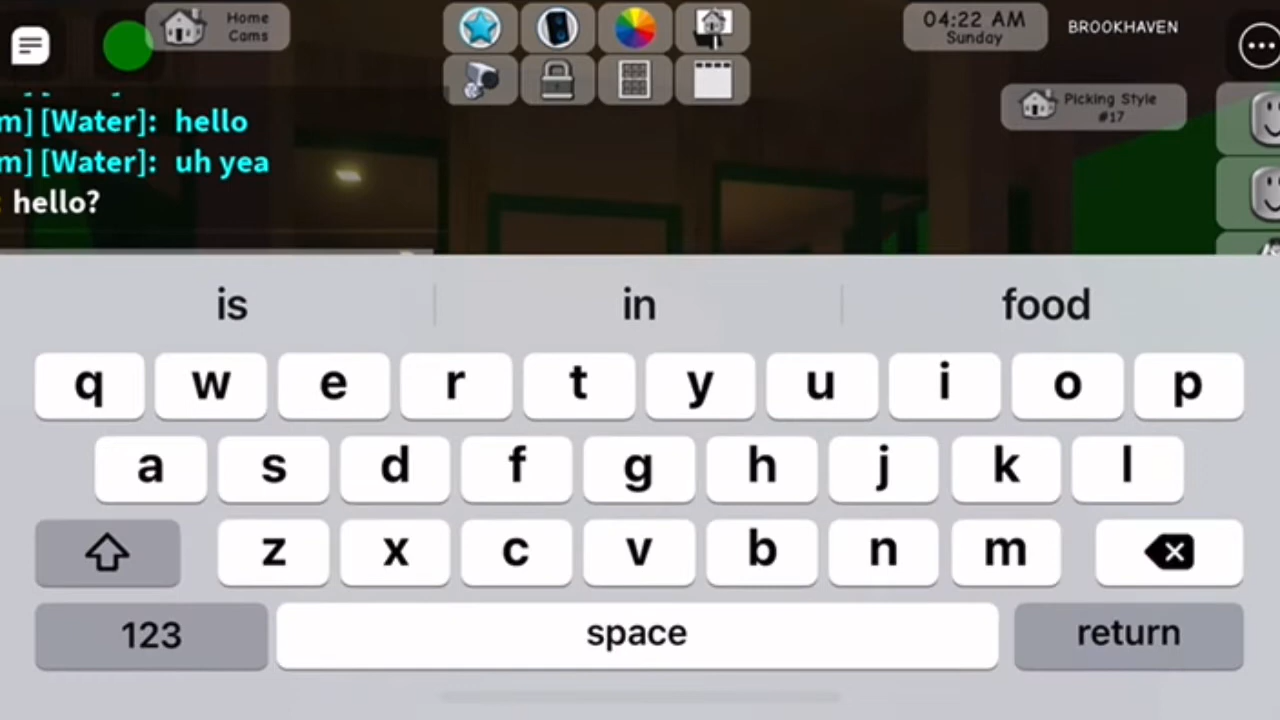 Home
Cams
04:22 AM
Sunday
BROOKHAVEN
Picking Style
#17
m] [Water]: hello
m] [Water]: uh yea
: hello?
is in food
q w e r t y u i o p
a s d f g h j k l
z x c v b n m
123 space return